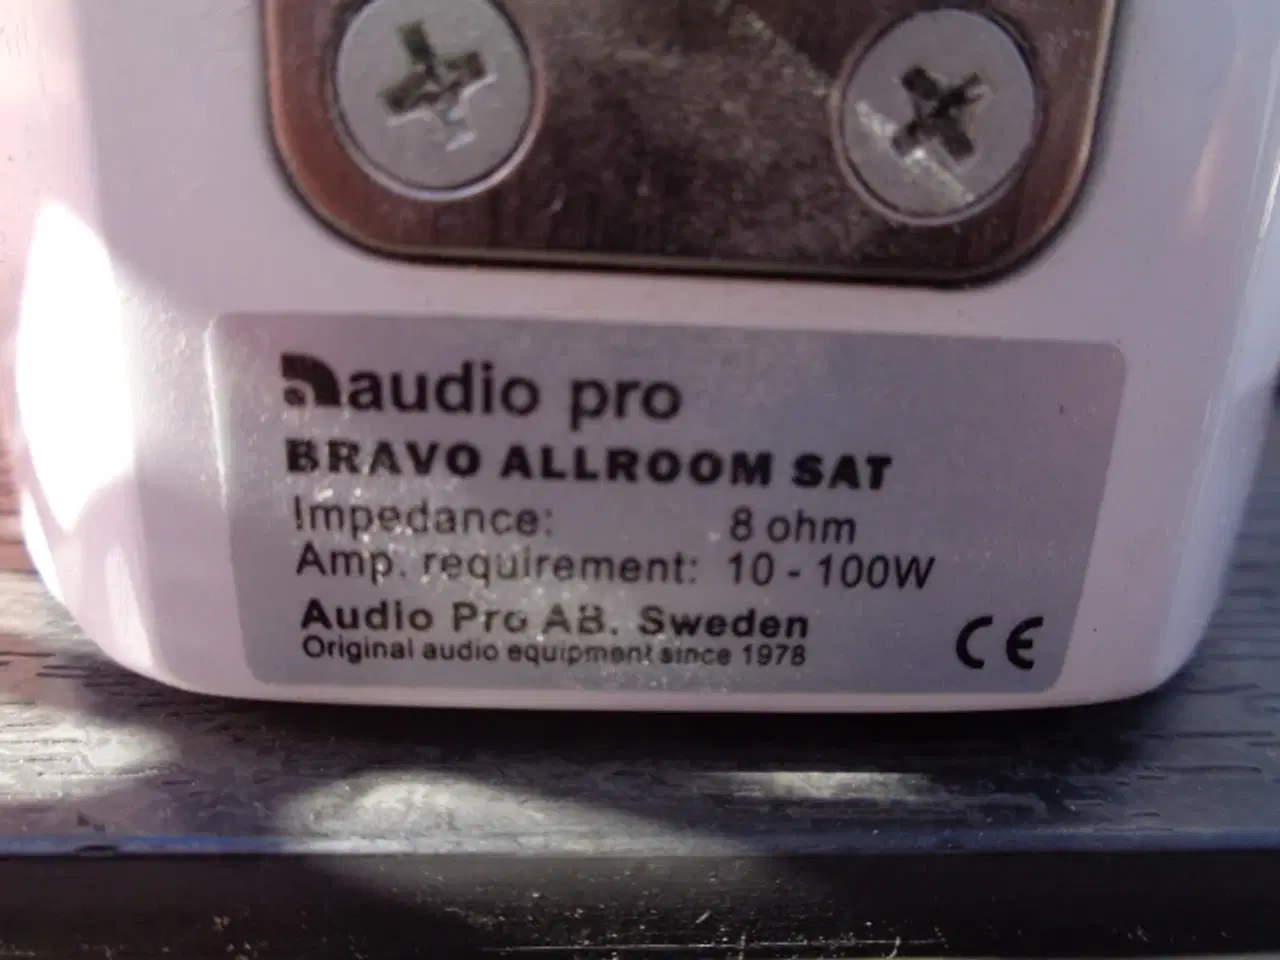 audio pro
BRAVO ALLROOM SAT
Impedance: 8 ohm
Amp. requirement: 10 - 100W
Audio Pro AB. Sweden
Original audio equipment since 1978
CE